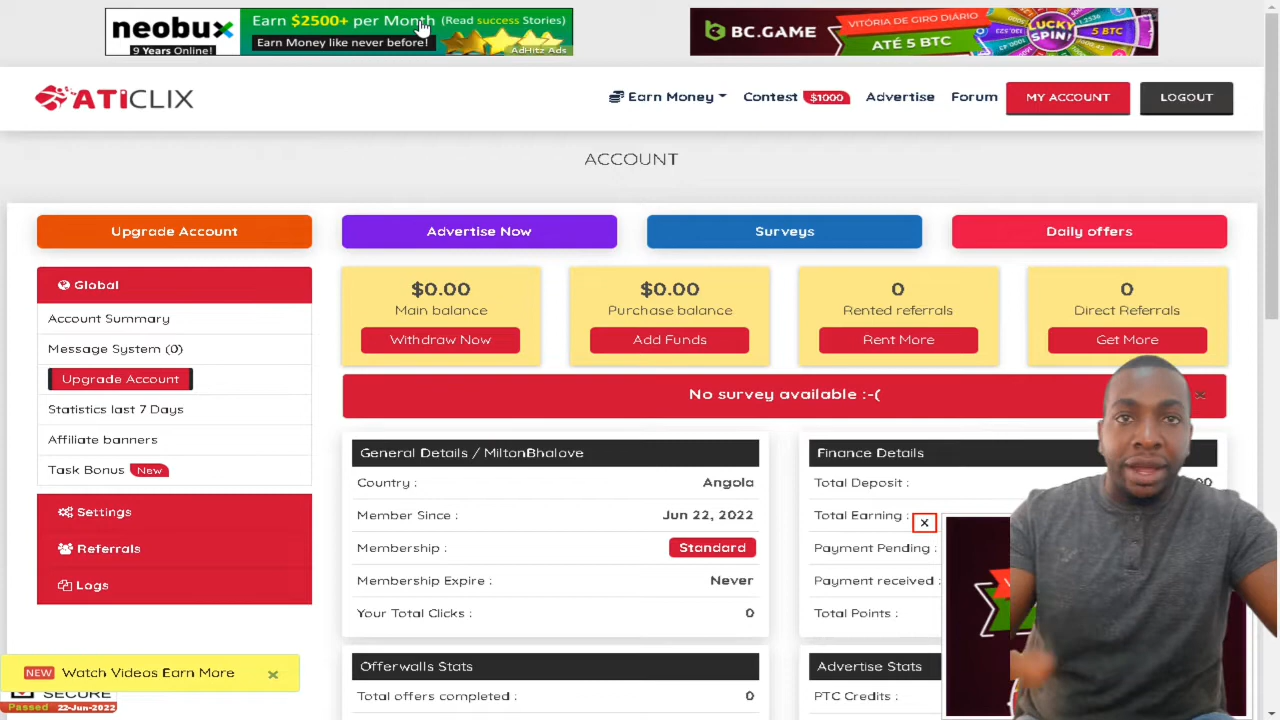 neobux
9 Years Online!
Earn $2500+ per Month (Read success Stories)
Earn Money like never before!
AdHitz Ads
BC.GAME
VITÓRIA DE GIRO DIÁRIO
ATÉ 5 BTC
LUCKY SPIN!
5 BTC
ATICLIX
Earn Money
Contest $1000
Advertise
Forum
MY ACCOUNT
LOGOUT
ACCOUNT
Upgrade Account
Advertise Now
Surveys
Daily offers
Global
Account Summary
Message System (0)
Upgrade Account
Statistics last 7 Days
Affiliate banners
Task Bonus New
Settings
Referrals
Logs
$0.00
Main balance
Withdraw Now
$0.00
Purchase balance
Add Funds
0
Rented referrals
Rent More
0
Direct Referrals
Get More
No survey available :-(
×
General Details / MiltonBhalove
Country : Angola
Member Since : Jun 22, 2022
Membership : Standard
Membership Expire : Never
Your Total Clicks : 0
Finance Details
Total Deposit :
Total Earning :
Payment Pending :
Payment received :
Total Points :
Offerwalls Stats
Total offers completed : 0
Advertise Stats
PTC Credits :
x
NEW Watch Videos Earn More ×
SECURE
Passed 22-Jun-2022